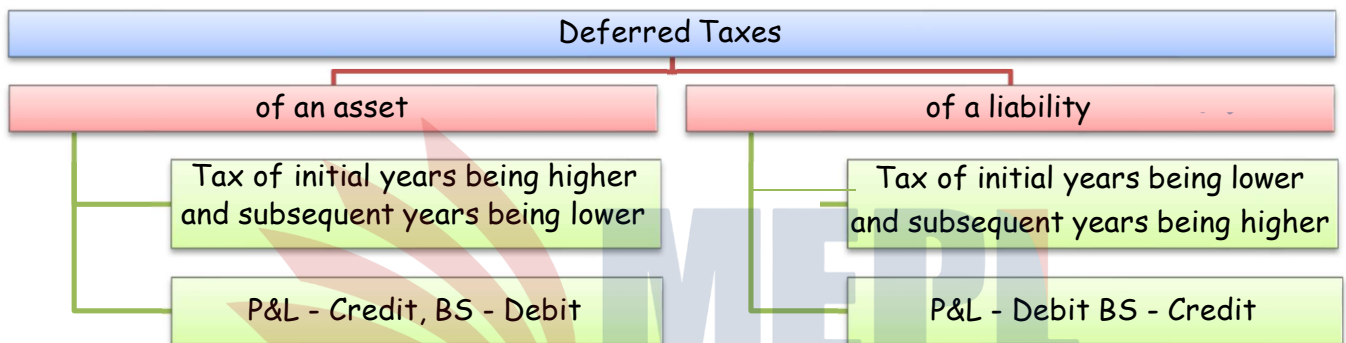 Deferred Taxes
of an asset
of a liability
Tax of initial years being higher
and subsequent years being lower
Tax of initial years being lower
and subsequent years being higher
P&L - Credit, BS - Debit
P&L - Debit BS - Credit
MEPL